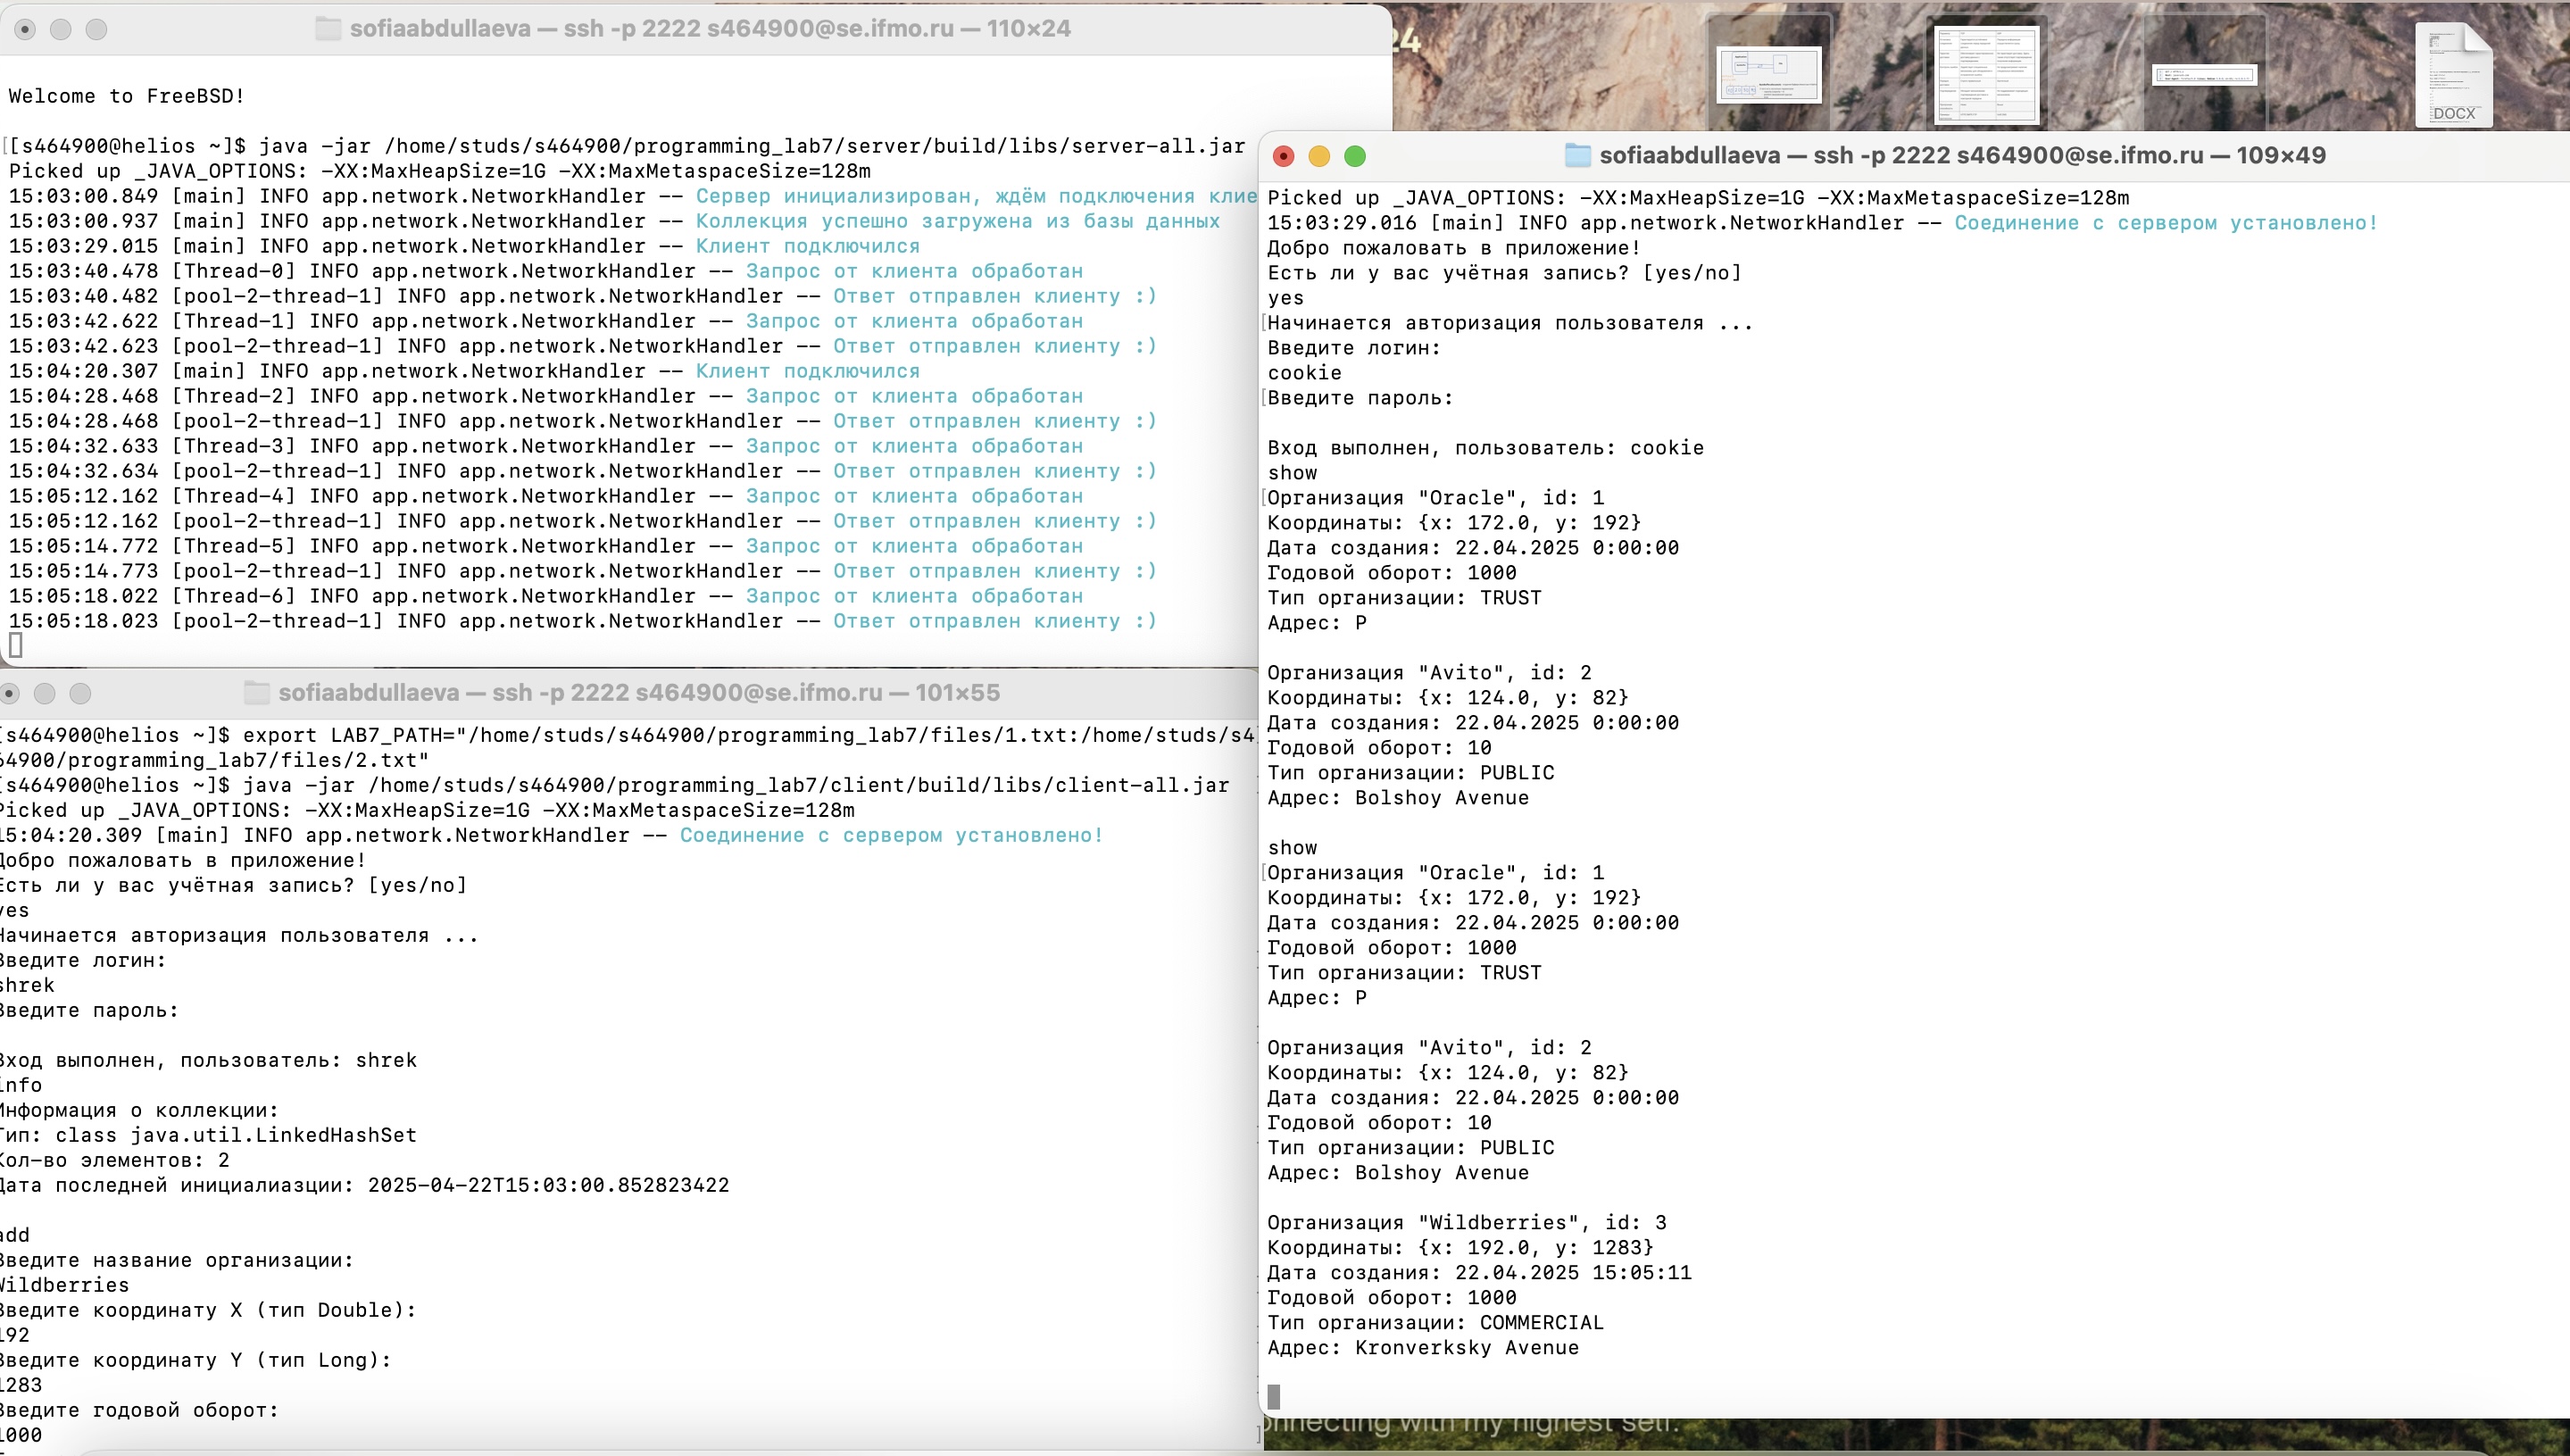 sofiaabdullaeva — ssh -p 2222 s464900@se.ifmo.ru — 110×24
Welcome to FreeBSD!
[[s464900@helios ~]$ java -jar /home/studs/s464900/programming_lab7/server/build/libs/server-all.jar
Picked up _JAVA_OPTIONS: -XX:MaxHeapSize=1G -XX:MaxMetaspaceSize=128m
15:03:00.849 [main] INFO app.network.NetworkHandler -- Сервер инициализирован, ждём подключения клие
15:03:00.937 [main] INFO app.network.NetworkHandler -- Коллекция успешно загружена из базы данных
15:03:29.015 [main] INFO app.network.NetworkHandler -- Клиент подключился
15:03:40.478 [Thread-0] INFO app.network.NetworkHandler -- Запрос от клиента обработан
15:03:40.482 [pool-2-thread-1] INFO app.network.NetworkHandler -- Ответ отправлен клиенту :)
15:03:42.622 [Thread-1] INFO app.network.NetworkHandler -- Запрос от клиента обработан
15:03:42.623 [pool-2-thread-1] INFO app.network.NetworkHandler -- Ответ отправлен клиенту :)
15:04:20.307 [main] INFO app.network.NetworkHandler -- Клиент подключился
15:04:28.468 [Thread-2] INFO app.network.NetworkHandler -- Запрос от клиента обработан
15:04:28.468 [pool-2-thread-1] INFO app.network.NetworkHandler -- Ответ отправлен клиенту :)
15:04:32.633 [Thread-3] INFO app.network.NetworkHandler -- Запрос от клиента обработан
15:04:32.634 [pool-2-thread-1] INFO app.network.NetworkHandler -- Ответ отправлен клиенту :)
15:05:12.162 [Thread-4] INFO app.network.NetworkHandler -- Запрос от клиента обработан
15:05:12.162 [pool-2-thread-1] INFO app.network.NetworkHandler -- Ответ отправлен клиенту :)
15:05:14.772 [Thread-5] INFO app.network.NetworkHandler -- Запрос от клиента обработан
15:05:14.773 [pool-2-thread-1] INFO app.network.NetworkHandler -- Ответ отправлен клиенту :)
15:05:18.022 [Thread-6] INFO app.network.NetworkHandler -- Запрос от клиента обработан
15:05:18.023 [pool-2-thread-1] INFO app.network.NetworkHandler -- Ответ отправлен клиенту :)
sofiaabdullaeva — ssh -p 2222 s464900@se.ifmo.ru — 101×55
[s464900@helios ~]$ export LAB7_PATH="/home/studs/s464900/programming_lab7/files/1.txt:/home/studs/s4
64900/programming_lab7/files/2.txt"
[s464900@helios ~]$ java -jar /home/studs/s464900/programming_lab7/client/build/libs/client-all.jar
Picked up _JAVA_OPTIONS: -XX:MaxHeapSize=1G -XX:MaxMetaspaceSize=128m
15:04:20.309 [main] INFO app.network.NetworkHandler -- Соединение с сервером установлено!
Добро пожаловать в приложение!
Есть ли у вас учётная запись? [yes/no]
yes
Начинается авторизация пользователя ...
Введите логин:
shrek
Введите пароль:
Вход выполнен, пользователь: shrek
info
Информация о коллекции:
Тип: class java.util.LinkedHashSet
Кол-во элементов: 2
Дата последней инициалиазции: 2025-04-22T15:03:00.852823422
add
Введите название организации:
Wildberries
Введите координату X (тип Double):
192
Введите координату Y (тип Long):
1283
Введите годовой оборот:
1000
24
DOCX
sofiaabdullaeva — ssh -p 2222 s464900@se.ifmo.ru — 109×49
Picked up _JAVA_OPTIONS: -XX:MaxHeapSize=1G -XX:MaxMetaspaceSize=128m
15:03:29.016 [main] INFO app.network.NetworkHandler -- Соединение с сервером установлено!
Добро пожаловать в приложение!
Есть ли у вас учётная запись? [yes/no]
yes
Начинается авторизация пользователя ...
Введите логин:
cookie
Введите пароль:
Вход выполнен, пользователь: cookie
show
Организация "Oracle", id: 1
Координаты: {x: 172.0, y: 192}
Дата создания: 22.04.2025 0:00:00
Годовой оборот: 1000
Тип организации: TRUST
Адрес: P
Организация "Avito", id: 2
Координаты: {x: 124.0, y: 82}
Дата создания: 22.04.2025 0:00:00
Годовой оборот: 10
Тип организации: PUBLIC
Адрес: Bolshoy Avenue
show
Организация "Oracle", id: 1
Координаты: {x: 172.0, y: 192}
Дата создания: 22.04.2025 0:00:00
Годовой оборот: 1000
Тип организации: TRUST
Адрес: P
Организация "Avito", id: 2
Координаты: {x: 124.0, y: 82}
Дата создания: 22.04.2025 0:00:00
Годовой оборот: 10
Тип организации: PUBLIC
Адрес: Bolshoy Avenue
Организация "Wildberries", id: 3
Координаты: {x: 192.0, y: 1283}
Дата создания: 22.04.2025 15:05:11
Годовой оборот: 1000
Тип организации: COMMERCIAL
Адрес: Kronverksky Avenue
onnecting with my highest self.